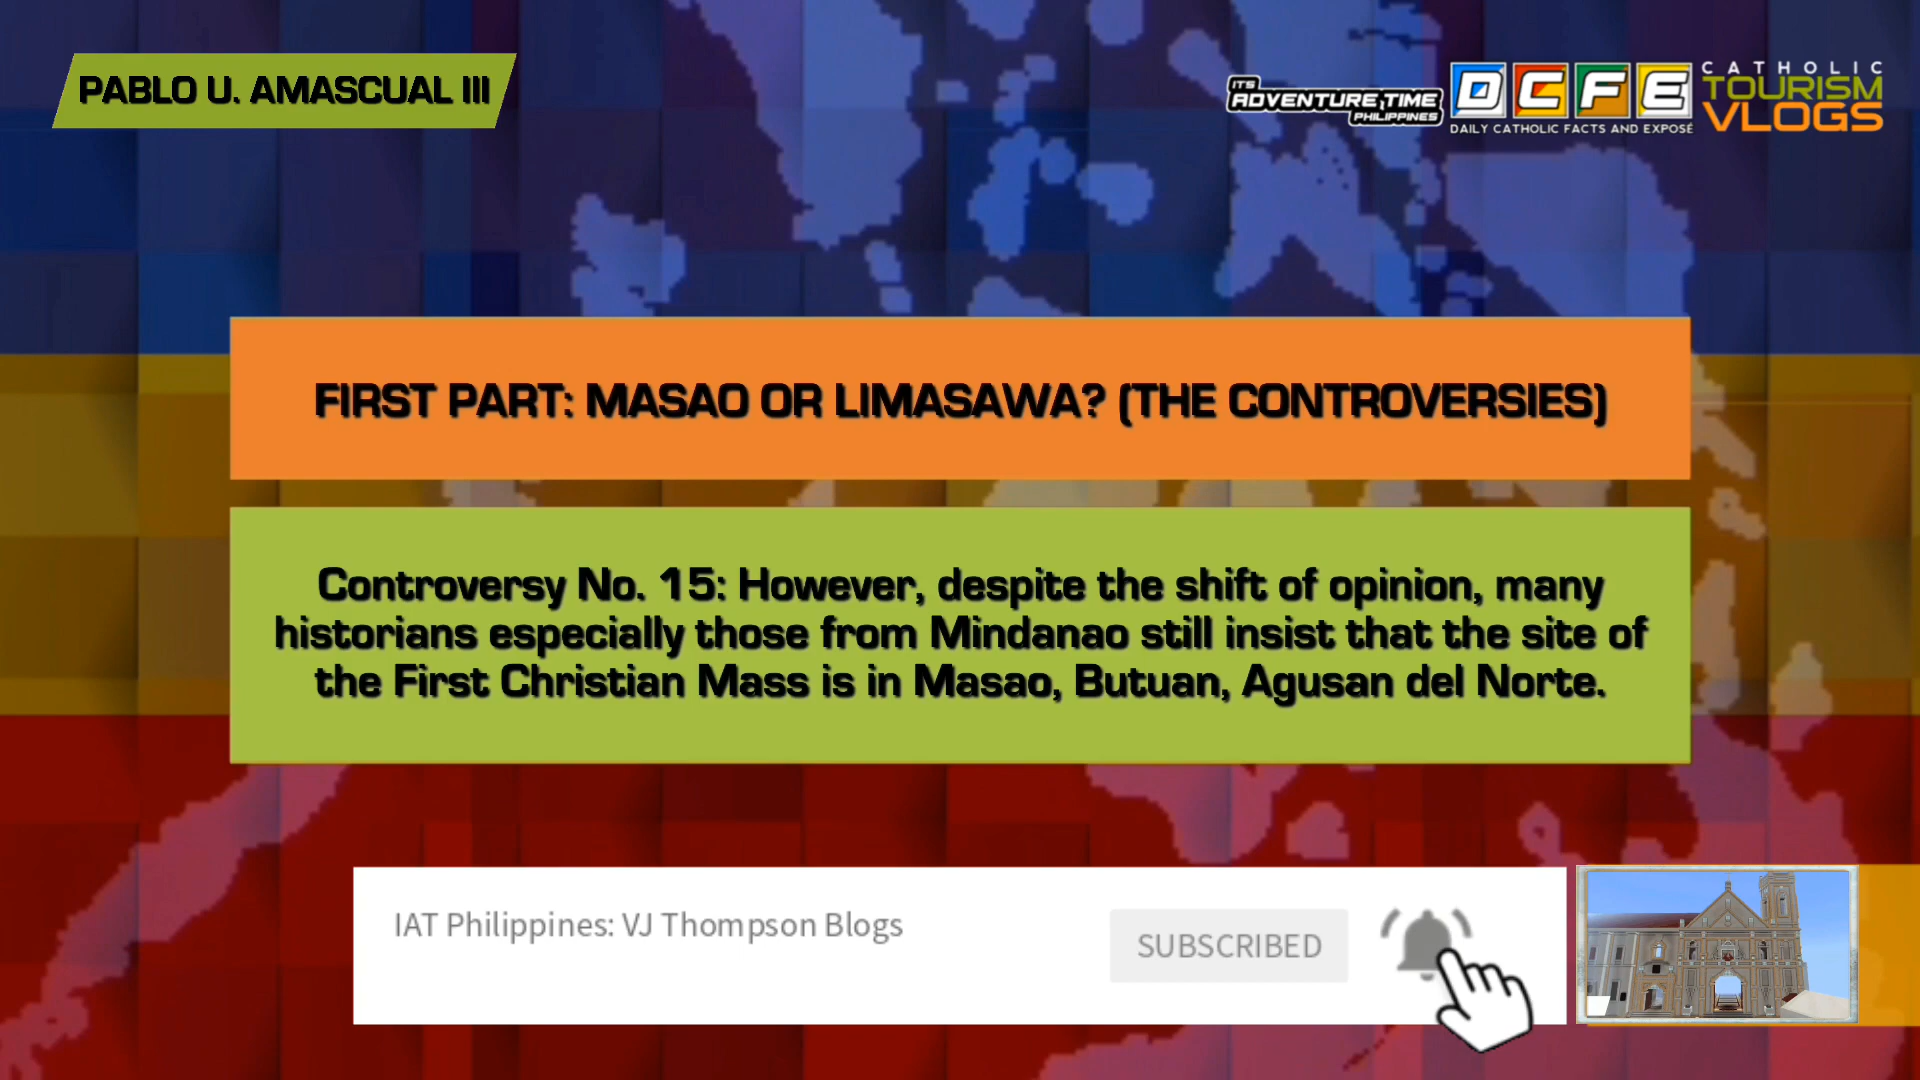 PABLO U. AMASCUAL III
ITS
ADVENTURE TIME
PHILIPPINES
DCFE
DAILY CATHOLIC FACTS AND EXPOSÉ
CATHOLIC
TOURISM
VLOGS
FIRST PART: MASAO OR LIMASAWA? (THE CONTROVERSIES)
Controversy No. 15: However, despite the shift of opinion, many
historians especially those from Mindanao still insist that the site of
the First Christian Mass is in Masao, Butuan, Agusan del Norte.
IAT Philippines: VJ Thompson Blogs
SUBSCRIBED